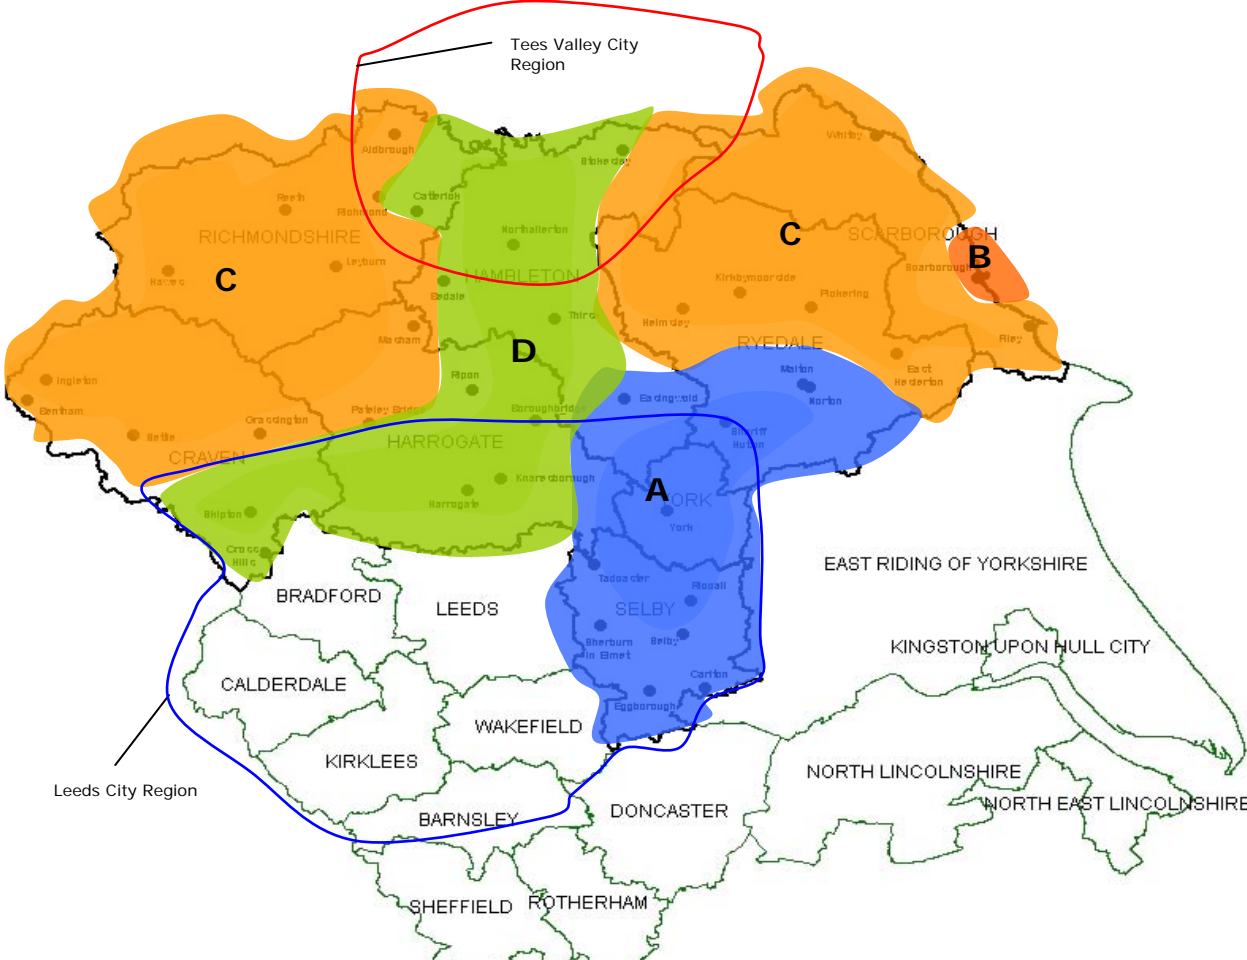 Tees Valley City
Region
Whitby
Aldbrough
Stokesley
Reeth
Catterick
Richmond
Northallerton
RICHMONDSHIRE
C
SCARBOROUGH
B
Leyburn
Scarborough
Hawes
C
HAMBLETON
Kirkbymoorside
Bedale
Pickering
Thirsk
Helmsley
Masham
Filey
D
RYEDALE
Ingleton
Ripon
Malton
East
Heslerton
Bentham
Easingwold
Norton
Grassington
Pateley Bridge
Boroughbridge
Settle
HARROGATE
Sheriff
Hutton
CRAVEN
Knaresborough
A
YORK
Harrogate
Skipton
York
Cross
Hills
Tadcaster
EAST RIDING OF YORKSHIRE
BRADFORD
LEEDS
SELBY
Riccall
Sherburn
in Elmet
Selby
KINGSTON UPON HULL CITY
CALDERDALE
Carlton
Eggborough
WAKEFIELD
KIRKLEES
NORTH LINCOLNSHIRE
Leeds City Region
NORTH EAST LINCOLNSHIRE
BARNSLEY
DONCASTER
SHEFFIELD
ROTHERHAM